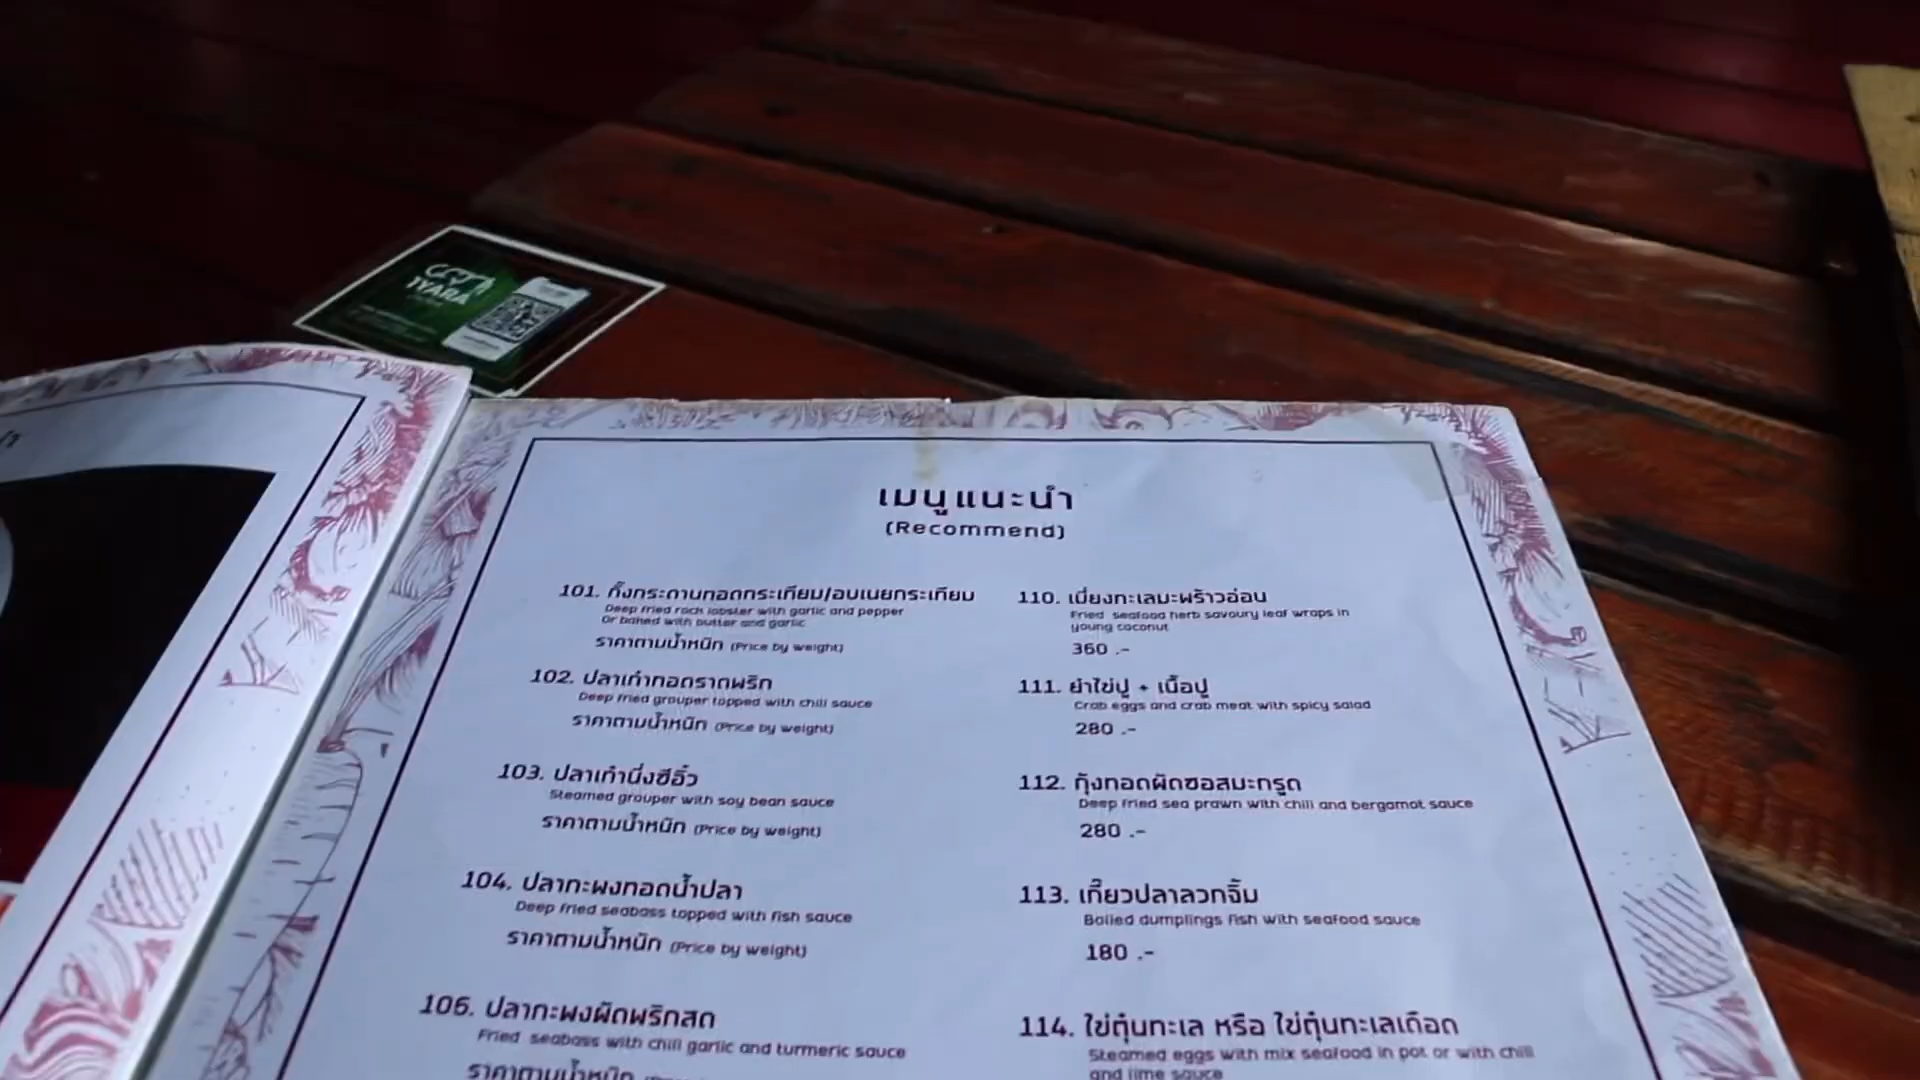 1YARA
เมนูแนะนำ
(Recommend)
101. กั้งกระดานทอดกระเทียม/อบเนยกระเทียม
Deep fried rock lobster with garlic and pepper
Or baked with butter and garlic
ราคาตามน้ำหนัก (Price by weight)
102. ปลาเก๋าทอดราดพริก
Deep fried grouper topped with chili sauce
ราคาตามน้ำหนัก (Price by weight)
103. ปลาเก๋านึ่งซีอิ๊ว
Steamed grouper with soy bean sauce
ราคาตามน้ำหนัก (Price by weight)
104. ปลากะพงทอดน้ำปลา
Deep fried seabass topped with fish sauce
ราคาตามน้ำหนัก (Price by weight)
105. ปลากะพงผัดพริกสด
Fried seabass with chili garlic and turmeric sauce
ราคาตามน้ำหนัก
110. เมี่ยงทะเลมะพร้าวอ่อน
Fried seafood herb savoury leaf wraps in
young coconut
360 .-
111. ยำไข่ปู + เนื้อปู
Crab eggs and crab meat with spicy salad
280 .-
112. กุ้งทอดผัดซอสมะกรูด
Deep fried sea prawn with chili and bergamot sauce
280 .-
113. เกี๊ยวปลาลวกจิ้ม
Boiled dumplings fish with seafood sauce
180 .-
114. ไข่ตุ๋นทะเล หรือ ไข่ตุ๋นทะเลเดือด
Steamed eggs with mix seafood in pot or with chili
and lime sauce